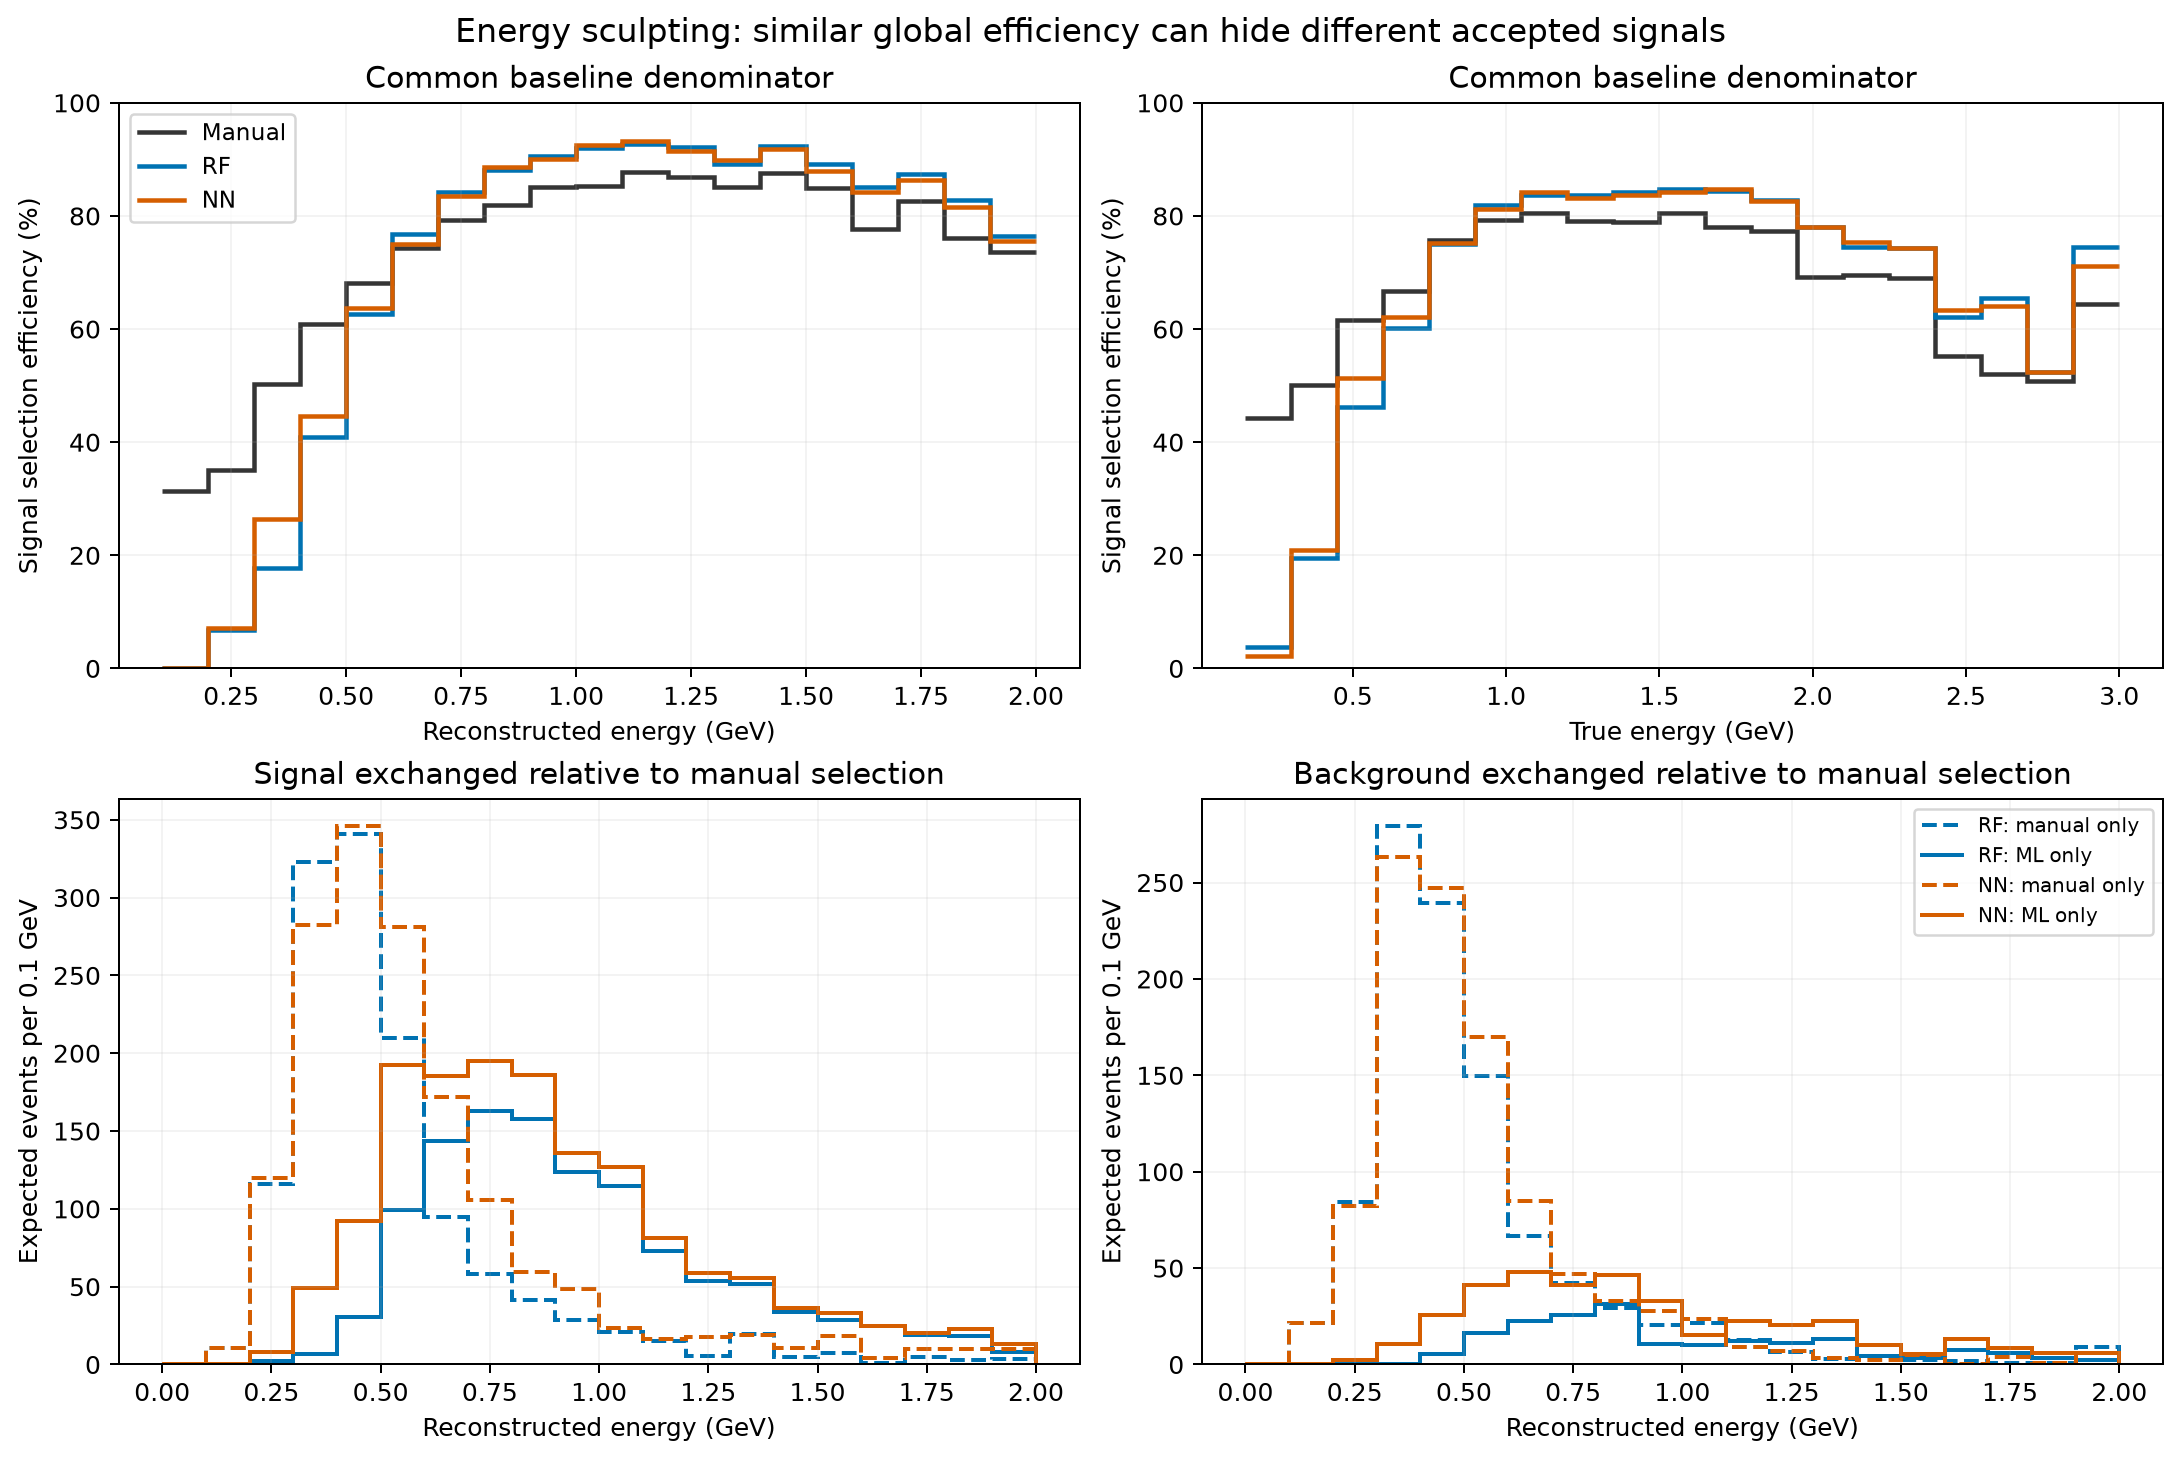 Energy sculpting: similar global efficiency can hide different accepted signals
Common baseline denominator
Signal selection efficiency (%)
100
80
60
40
20
0
Manual
RF
NN
0.25 0.50 0.75 1.00 1.25 1.50 1.75 2.00
Reconstructed energy (GeV)
Common baseline denominator
Signal selection efficiency (%)
100
80
60
40
20
0
0.5 1.0 1.5 2.0 2.5 3.0
True energy (GeV)
Signal exchanged relative to manual selection
Expected events per 0.1 GeV
350
300
250
200
150
100
50
0
0.00 0.25 0.50 0.75 1.00 1.25 1.50 1.75 2.00
Reconstructed energy (GeV)
Background exchanged relative to manual selection
Expected events per 0.1 GeV
250
200
150
100
50
0
RF: manual only
RF: ML only
NN: manual only
NN: ML only
0.00 0.25 0.50 0.75 1.00 1.25 1.50 1.75 2.00
Reconstructed energy (GeV)